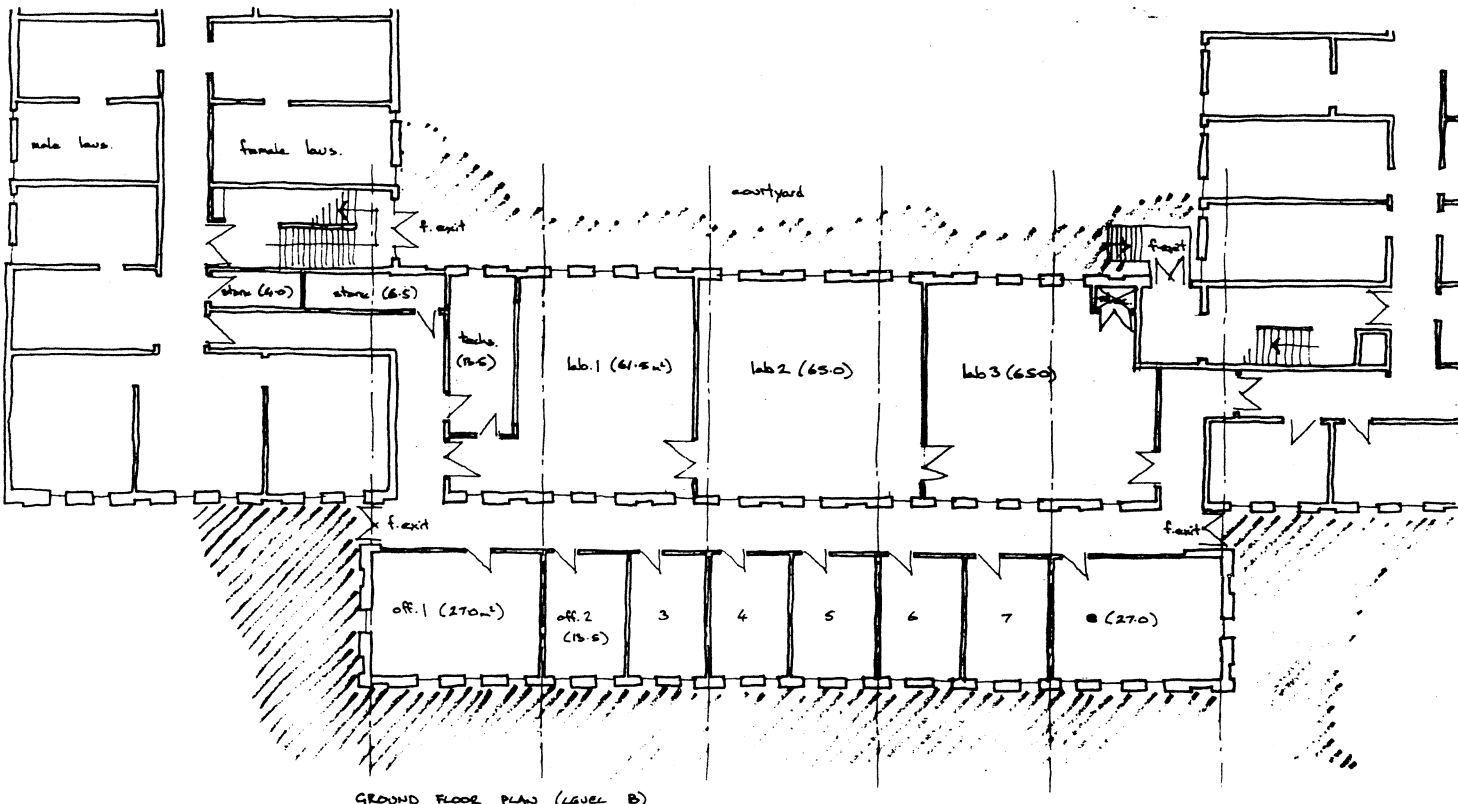 male lavs.
female lavs.
courtyard
f.exit
f.exit
store (4.0)
store (6.5)
techs.
(13.5)
lab.1 (61.5m²)
lab 2 (65.0)
lab 3 (65.0)
f.exit
f.exit
off.1 (27.0m²)
off.2
(13.5)
3
4
5
6
7
8 (27.0)
GROUND FLOOR PLAN (LEVEL B)